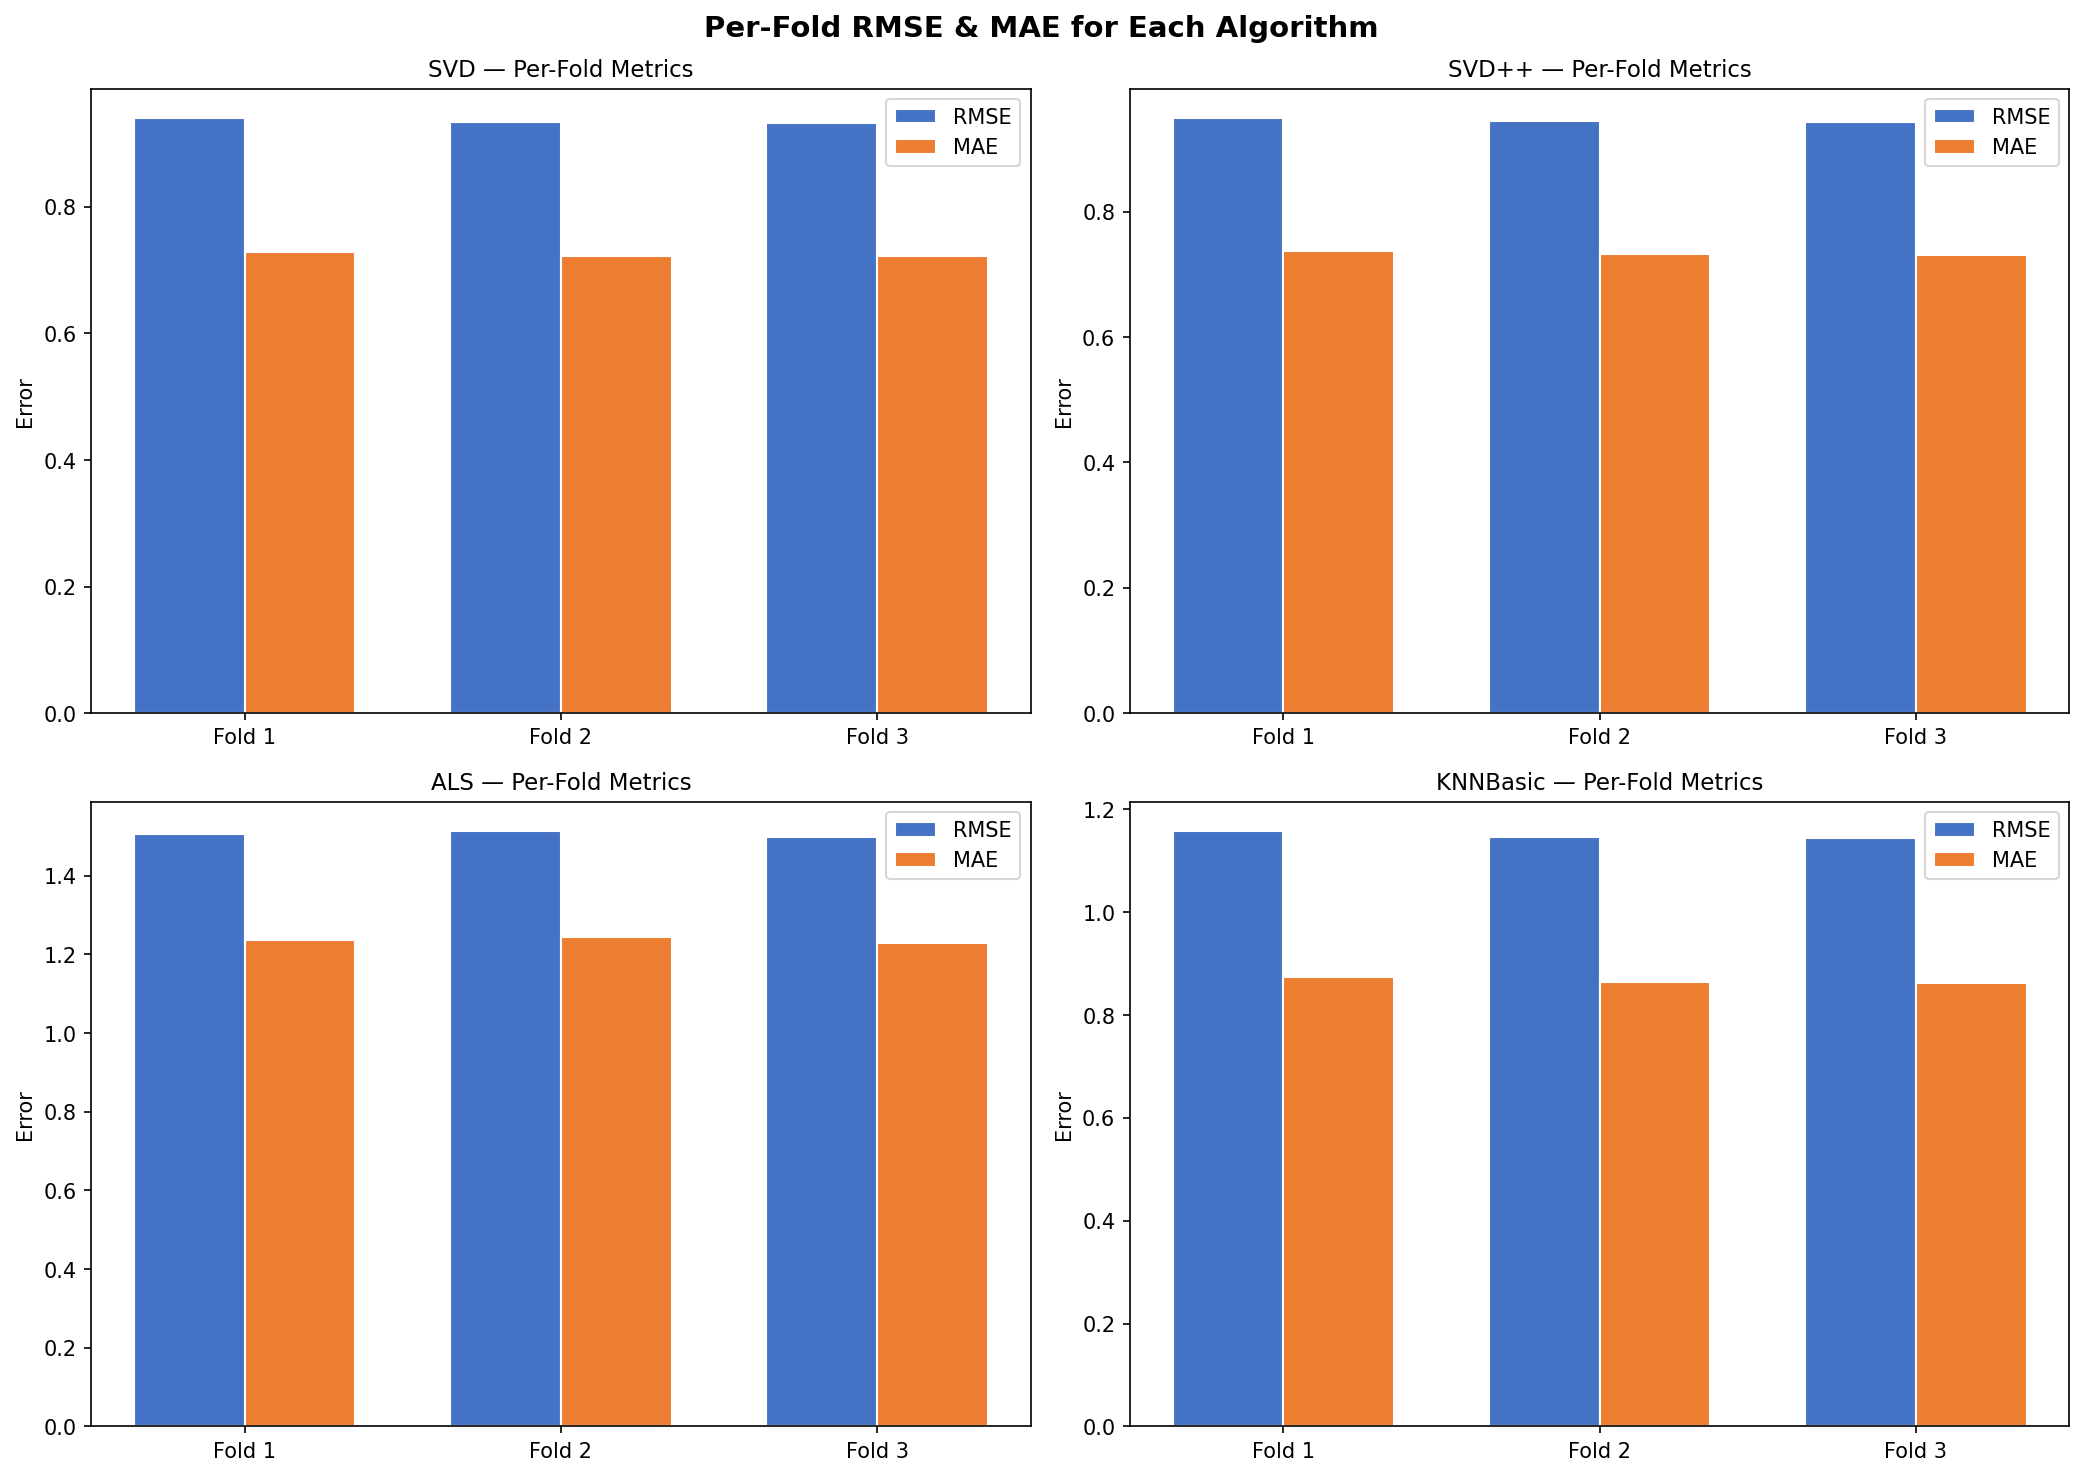 Per-Fold RMSE & MAE for Each Algorithm
SVD — Per-Fold Metrics
RMSE
MAE
Error
0.8
0.6
0.4
0.2
0.0
Fold 1
Fold 2
Fold 3
SVD++ — Per-Fold Metrics
RMSE
MAE
Error
0.8
0.6
0.4
0.2
0.0
Fold 1
Fold 2
Fold 3
ALS — Per-Fold Metrics
RMSE
MAE
Error
1.4
1.2
1.0
0.8
0.6
0.4
0.2
0.0
Fold 1
Fold 2
Fold 3
KNNBasic — Per-Fold Metrics
RMSE
MAE
Error
1.2
1.0
0.8
0.6
0.4
0.2
0.0
Fold 1
Fold 2
Fold 3